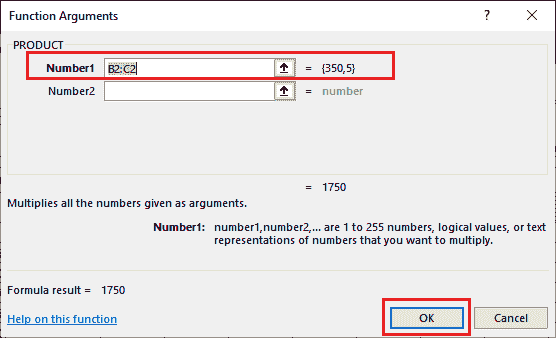 Function Arguments ? ×
PRODUCT
Number1 B2:C2 = {350,5}
Number2 = number
= 1750
Multiplies all the numbers given as arguments.
Number1: number1,number2,... are 1 to 255 numbers, logical values, or text
representations of numbers that you want to multiply.
Formula result = 1750
Help on this function OK Cancel